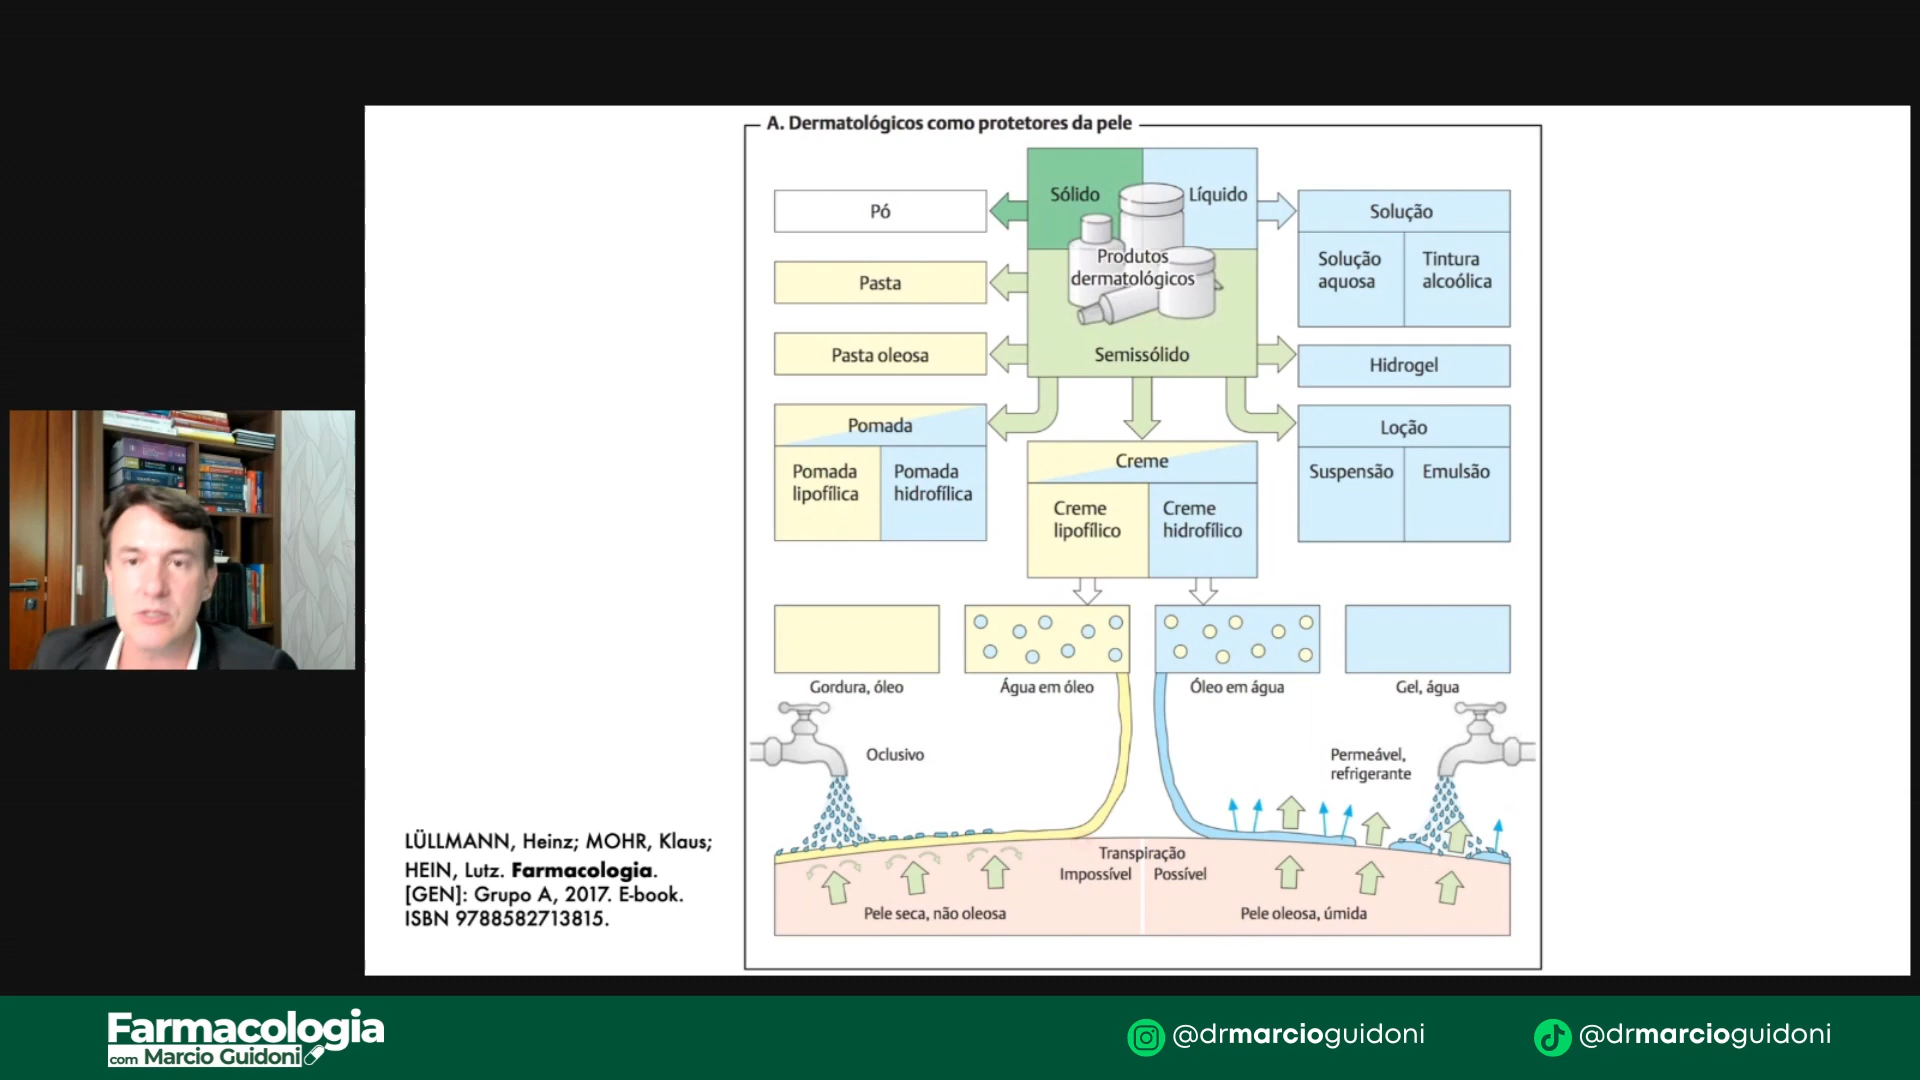 A. Dermatológicos como protetores da pele
Sólido
Líquido
Pó
Solução
Solução aquosa
Tintura alcoólica
Produtos dermatológicos
Pasta
Pasta oleosa
Semissólido
Hidrogel
Pomada
Pomada lipofílica
Pomada hidrofílica
Creme
Creme lipofílico
Creme hidrofílico
Loção
Suspensão
Emulsão
Gordura, óleo
Água em óleo
Óleo em água
Gel, água
Oclusivo
Permeável,
refrigerante
Transpiração
Impossível
Possível
Pele seca, não oleosa
Pele oleosa, úmida
LÜLLMANN, Heinz; MOHR, Klaus;
HEIN, Lutz. Farmacologia.
[GEN]: Grupo A, 2017. E-book.
ISBN 9788582713815.
Farmacologia
com Marcio Guidoni
@drmarcioguidoni
@drmarcioguidoni